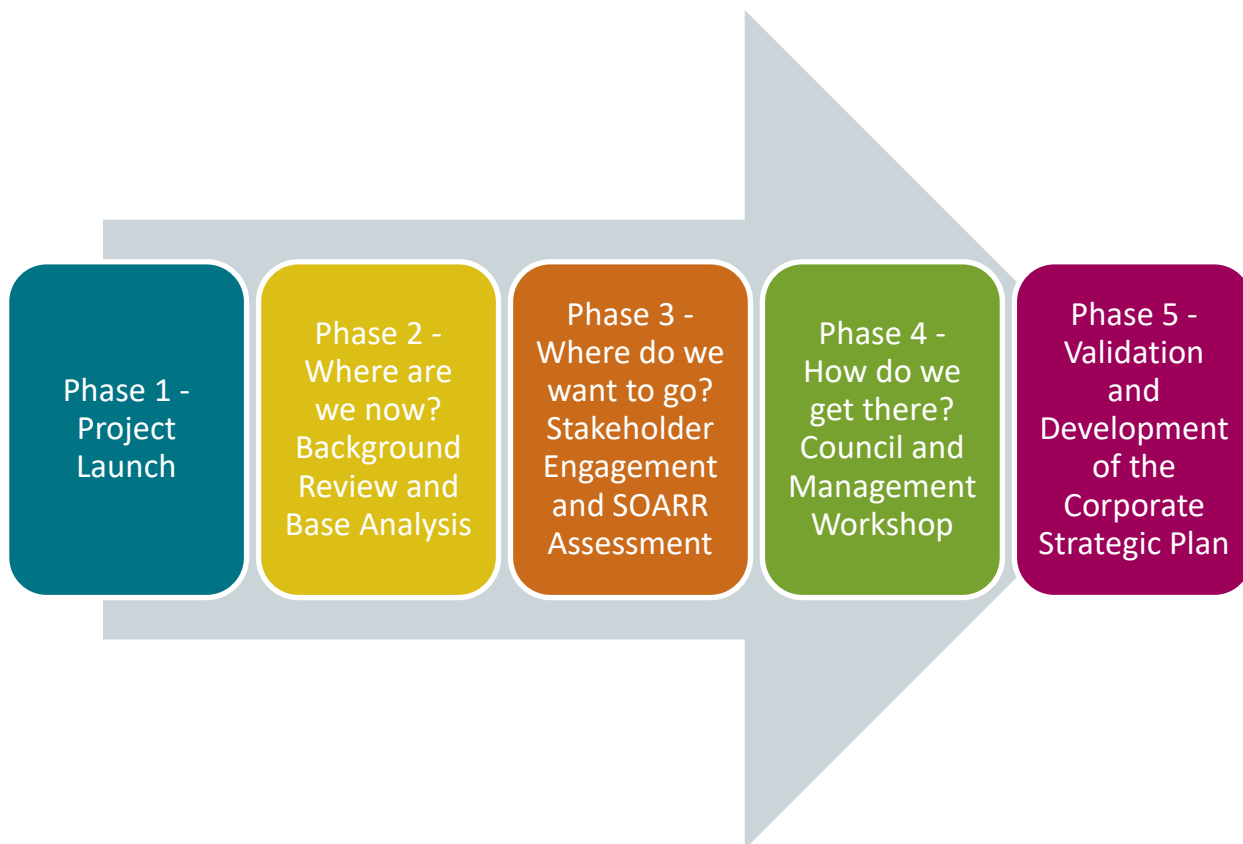 Phase 1 -
Project
Launch
Phase 2 -
Where are
we now?
Background
Review and
Base Analysis
Phase 3 -
Where do we
want to go?
Stakeholder
Engagement
and SOARR
Assessment
Phase 4 -
How do we
get there?
Council and
Management
Workshop
Phase 5 -
Validation
and
Development
of the
Corporate
Strategic Plan